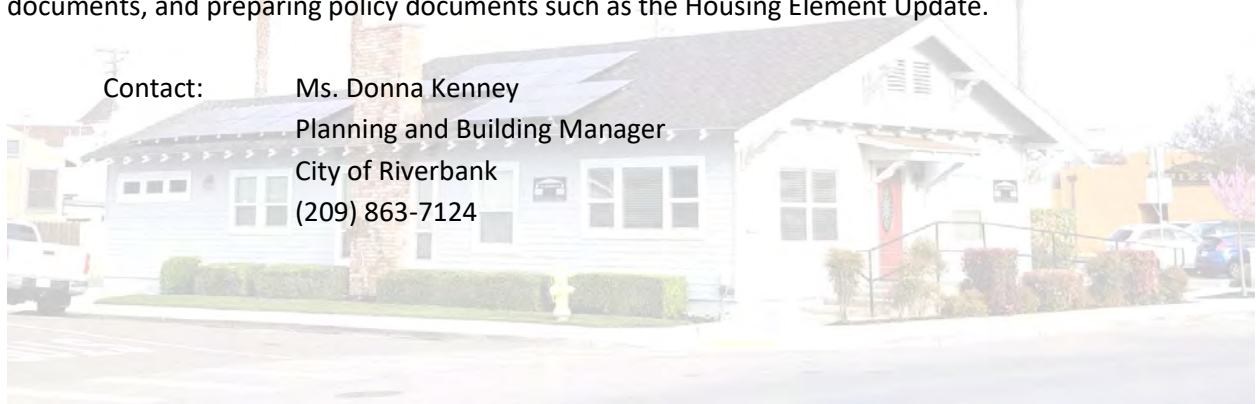 documents, and preparing policy documents such as the Housing Element Update.
Contact: Ms. Donna Kenney
Planning and Building Manager
City of Riverbank
(209) 863-7124